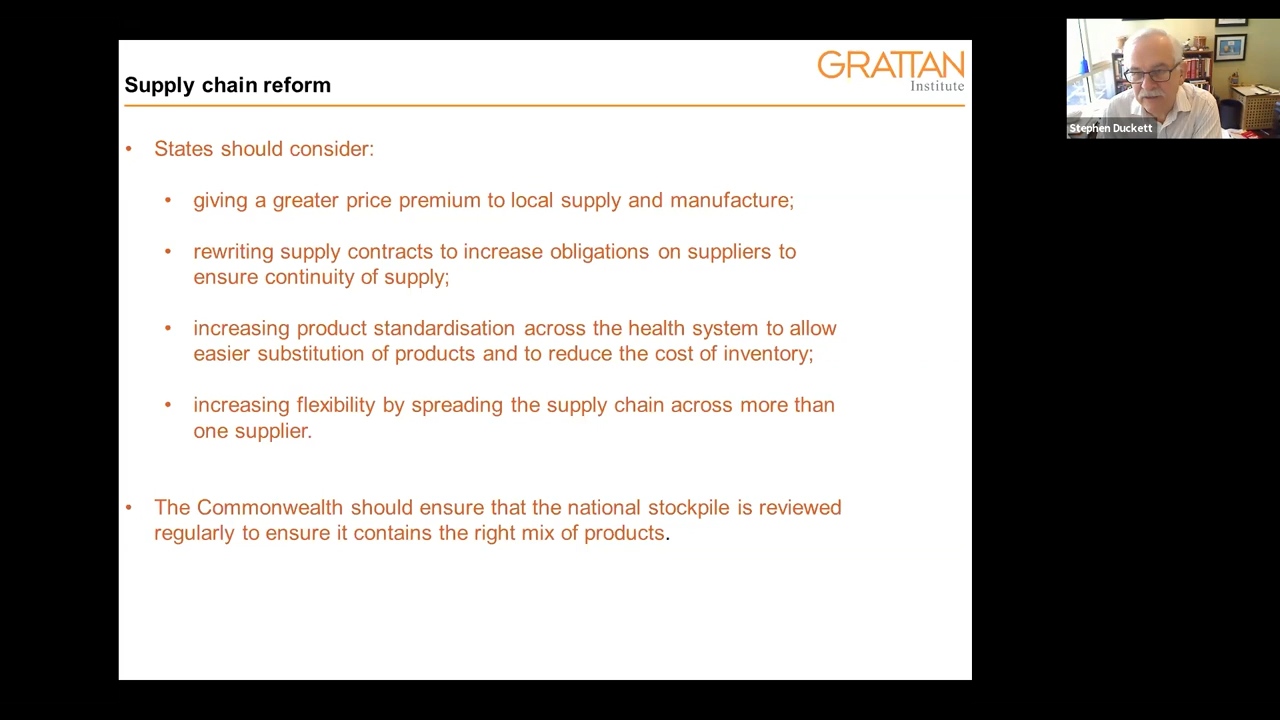 Supply chain reform
GRATTAN
Institute
Stephen Duckett
• States should consider:
• giving a greater price premium to local supply and manufacture;
• rewriting supply contracts to increase obligations on suppliers to
ensure continuity of supply;
• increasing product standardisation across the health system to allow
easier substitution of products and to reduce the cost of inventory;
• increasing flexibility by spreading the supply chain across more than
one supplier.
• The Commonwealth should ensure that the national stockpile is reviewed
regularly to ensure it contains the right mix of products.